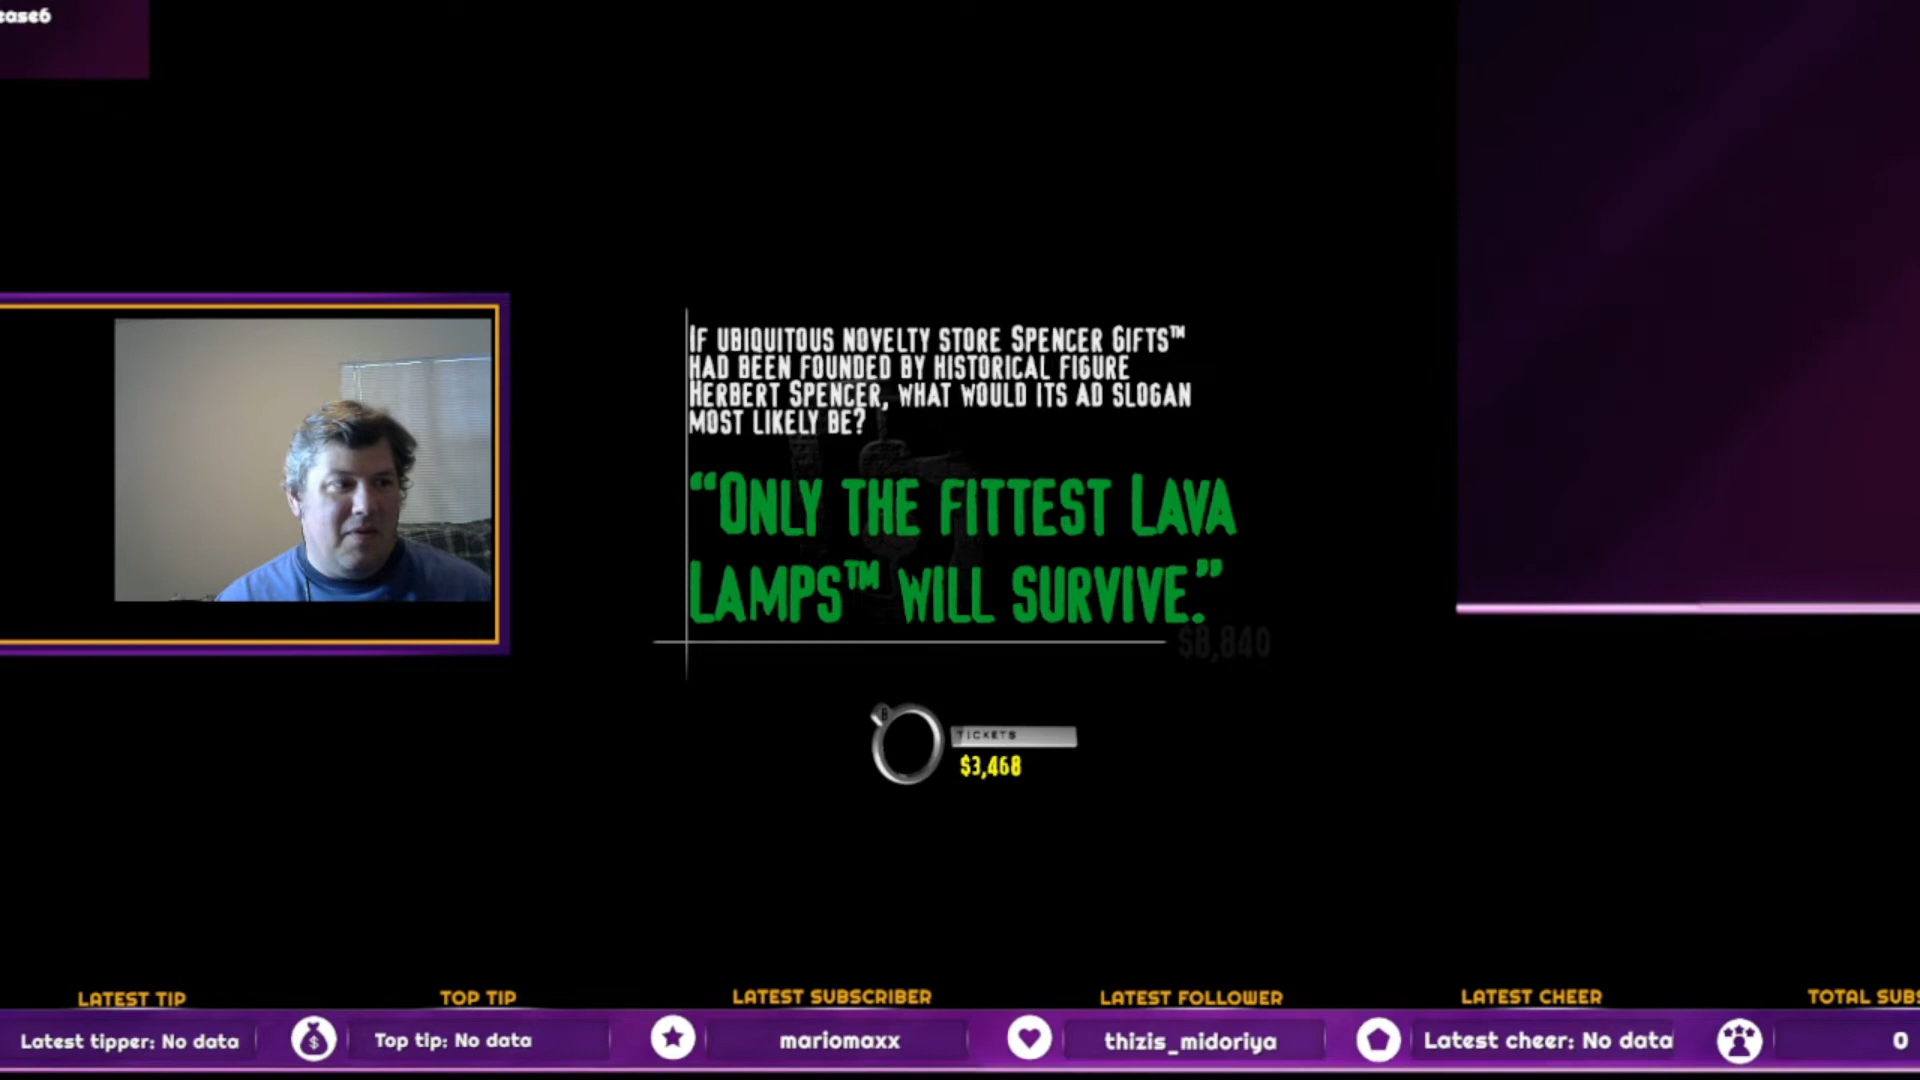 ease6
If ubiquitous novelty store Spencer Gifts™
had been founded by historical figure
Herbert Spencer, what would its ad slogan
most likely be?
“Only the fittest Lava
Lamps™ will survive.”
$8,840
TICKETS
$3,468
LATEST TIP
TOP TIP
LATEST SUBSCRIBER
LATEST FOLLOWER
LATEST CHEER
TOTAL SUBS
Latest tipper: No data
Top tip: No data
mariomaxx
thizis_midoriya
Latest cheer: No data
0